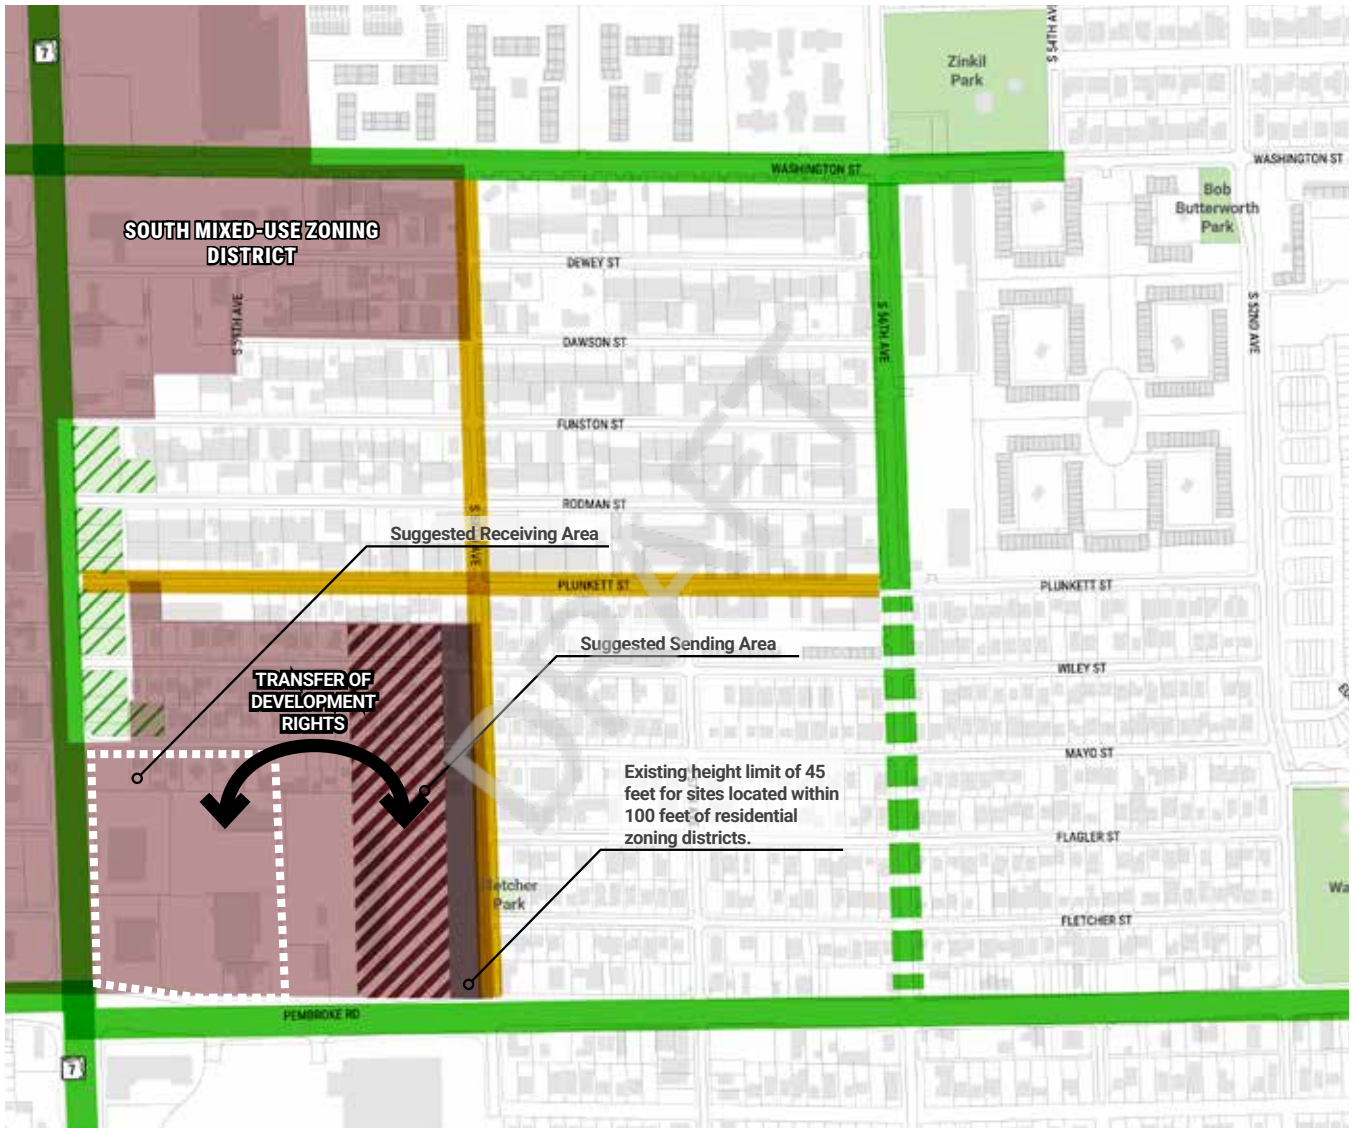 7
S 54TH AVE
Zinkil
Park
WASHINGTON ST
WASHINGTON ST
Bob
Butterworth
Park
SOUTH MIXED-USE ZONING
DISTRICT
DEWEY ST
S 59TH AVE
S 56TH AVE
S 52ND AVE
DAWSON ST
FUNSTON ST
RODMAN ST
Suggested Receiving Area
AVE
PLUNKETT ST
PLUNKETT ST
Suggested Sending Area
WILEY ST
TRANSFER OF
DEVELOPMENT
RIGHTS
MAYO ST
Existing height limit of 45
feet for sites located within
100 feet of residential
zoning districts.
FLAGLER ST
Park
Wa
FLETCHER ST
PEMBROKE RD
7
DRAFT